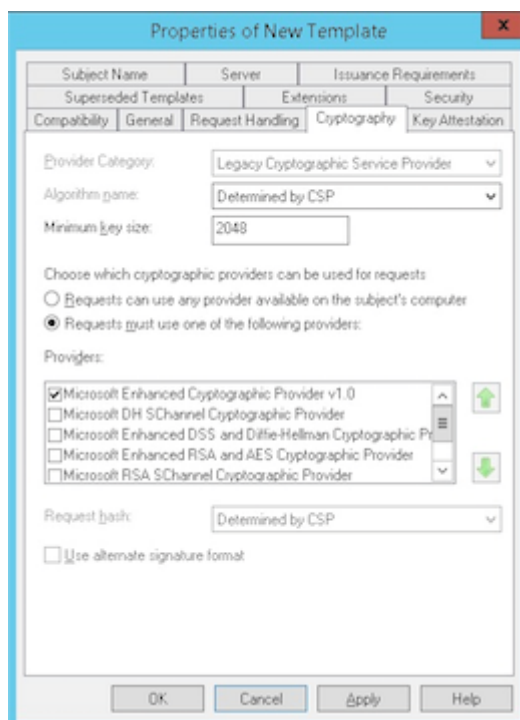 Properties of New Template
x
Subject Name Server Issuance Requirements
Superseded Templates Extensions Security
Compatibility General Request Handling Cryptography Key Attestation
Provider Category: Legacy Cryptographic Service Provider
Algorithm name: Determined by CSP
Minimum key size: 2048
Choose which cryptographic providers can be used for requests
Requests can use any provider available on the subject's computer
Requests must use one of the following providers:
Providers:
Microsoft Enhanced Cryptographic Provider v1.0
Microsoft DH SChannel Cryptographic Provider
Microsoft Enhanced DSS and Diffie-Hellman Cryptographic Pr
Microsoft Enhanced RSA and AES Cryptographic Provider
Microsoft RSA SChannel Cryptographic Provider
Request hash: Determined by CSP
Use alternate signature format
OK Cancel Apply Help